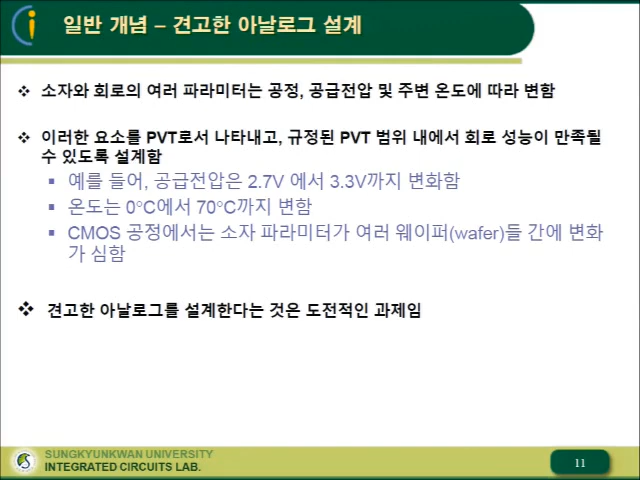 일반 개념 – 견고한 아날로그 설계
❖ 소자와 회로의 여러 파라미터는 공정, 공급전압 및 주변 온도에 따라 변함
❖ 이러한 요소를 PVT로서 나타내고, 규정된 PVT 범위 내에서 회로 성능이 만족될
수 있도록 설계함
▪ 예를 들어, 공급전압은 2.7V 에서 3.3V까지 변화함
▪ 온도는 0°C에서 70°C까지 변함
▪ CMOS 공정에서는 소자 파라미터가 여러 웨이퍼(wafer)들 간에 변화
가 심함
❖ 견고한 아날로그를 설계한다는 것은 도전적인 과제임
SUNGKYUNKWAN UNIVERSITY
INTEGRATED CIRCUITS LAB.
11